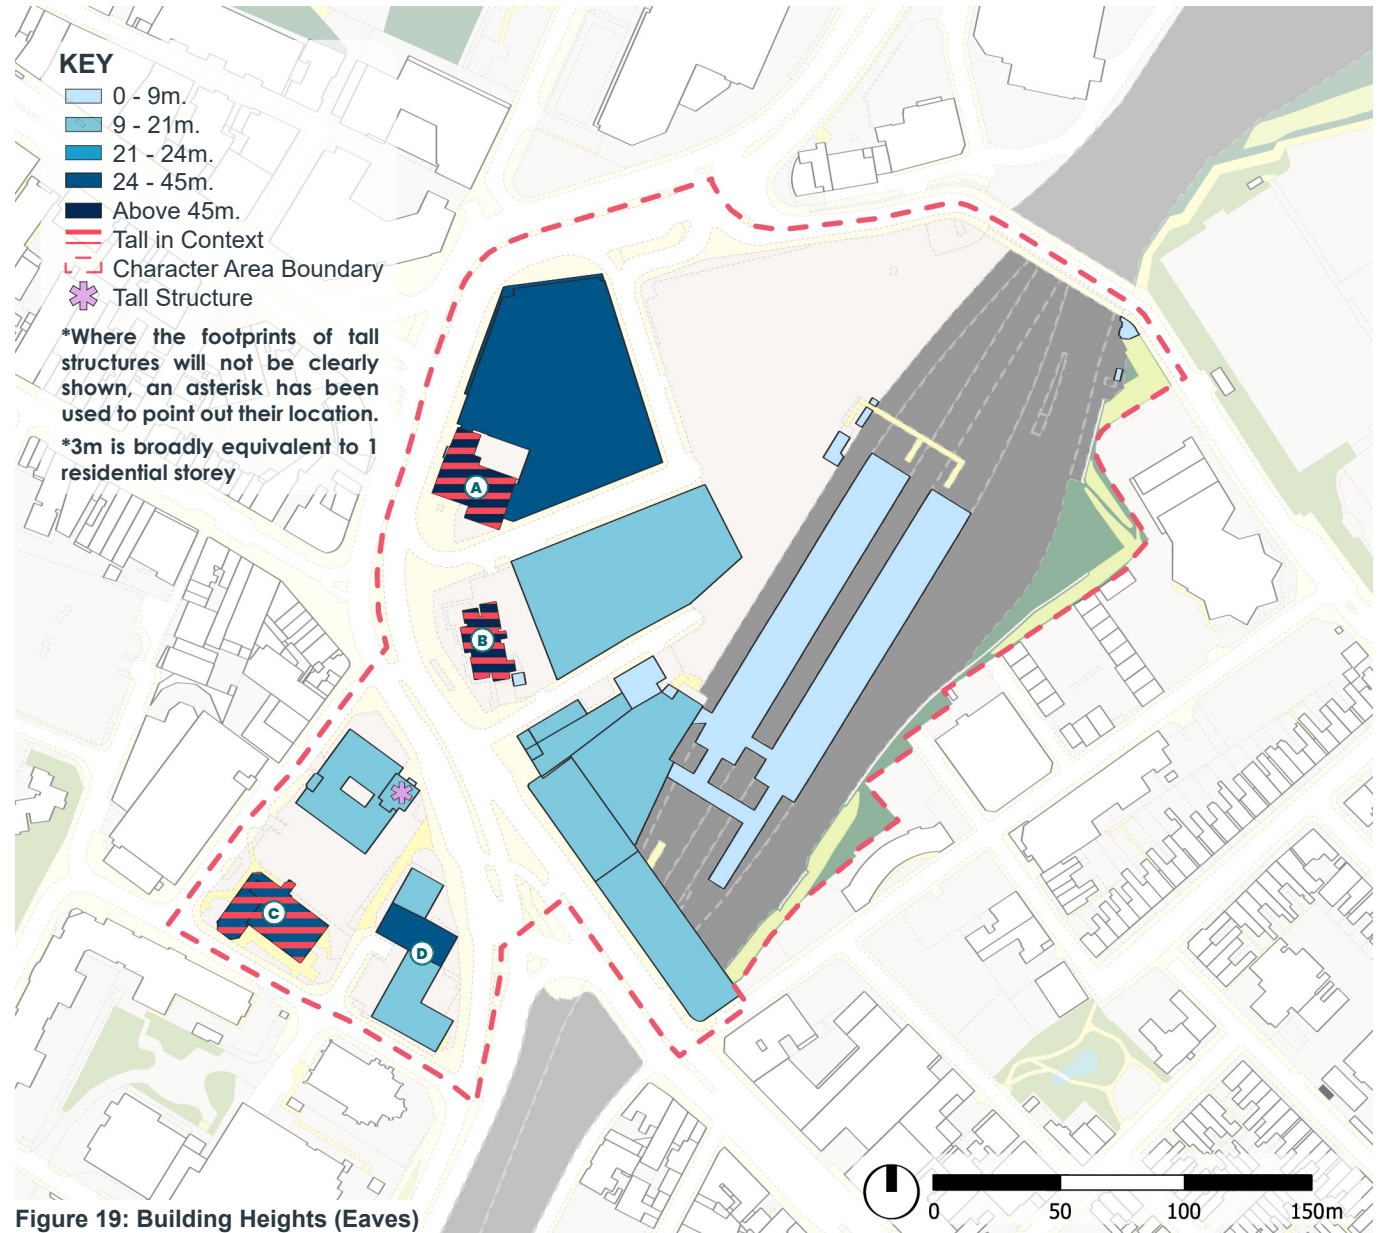 KEY
0 - 9m.
9 - 21m.
21 - 24m.
24 - 45m.
Above 45m.
Tall in Context
Character Area Boundary
Tall Structure
*Where the footprints of tall
structures will not be clearly
shown, an asterisk has been
used to point out their location.
*3m is broadly equivalent to 1
residential storey
A
B
C
D
0 50 100 150m
Figure 19: Building Heights (Eaves)